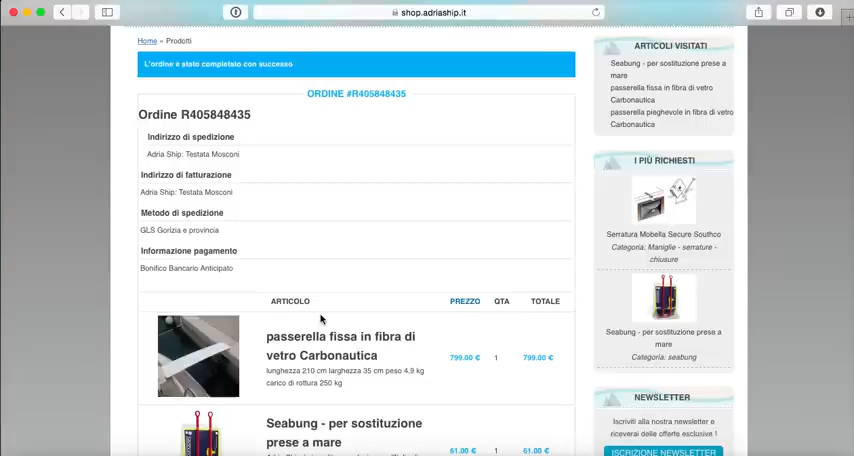 shop.adriaship.it
Home » Prodotti
L'ordine è stato completato con successo
ORDINE #R405848435
Ordine R405848435
Indirizzo di spedizione
Adria Ship: Testata Mosconi
Indirizzo di fatturazione
Adria Ship: Testata Mosconi
Metodo di spedizione
GLS Gorizia e provincia
Informazione pagamento
Bonifico Bancario Anticipato
ARTICOLO PREZZO QTA TOTALE
passerella fissa in fibra di
vetro Carbonautica
lunghezza 210 cm larghezza 35 cm peso 4,9 kg
carico di rottura 250 kg
799.00 € 1 799.00 €
Seabung - per sostituzione
prese a mare
61.00 € 1 61.00 €
ARTICOLI VISITATI
Seabung - per sostituzione prese a
mare
passerella fissa in fibra di vetro
Carbonautica
passerella pieghevole in fibra di vetro
Carbonautica
I PIÙ RICHIESTI
Serratura Mobella Secure Southco
Categoria: Maniglie - serrature -
chiusure
Seabung - per sostituzione prese a
mare
Categoria: seabung
NEWSLETTER
Iscriviti alla nostra newsletter e
riceverai delle offerte esclusive !
ISCRIZIONE NEWSLETTER